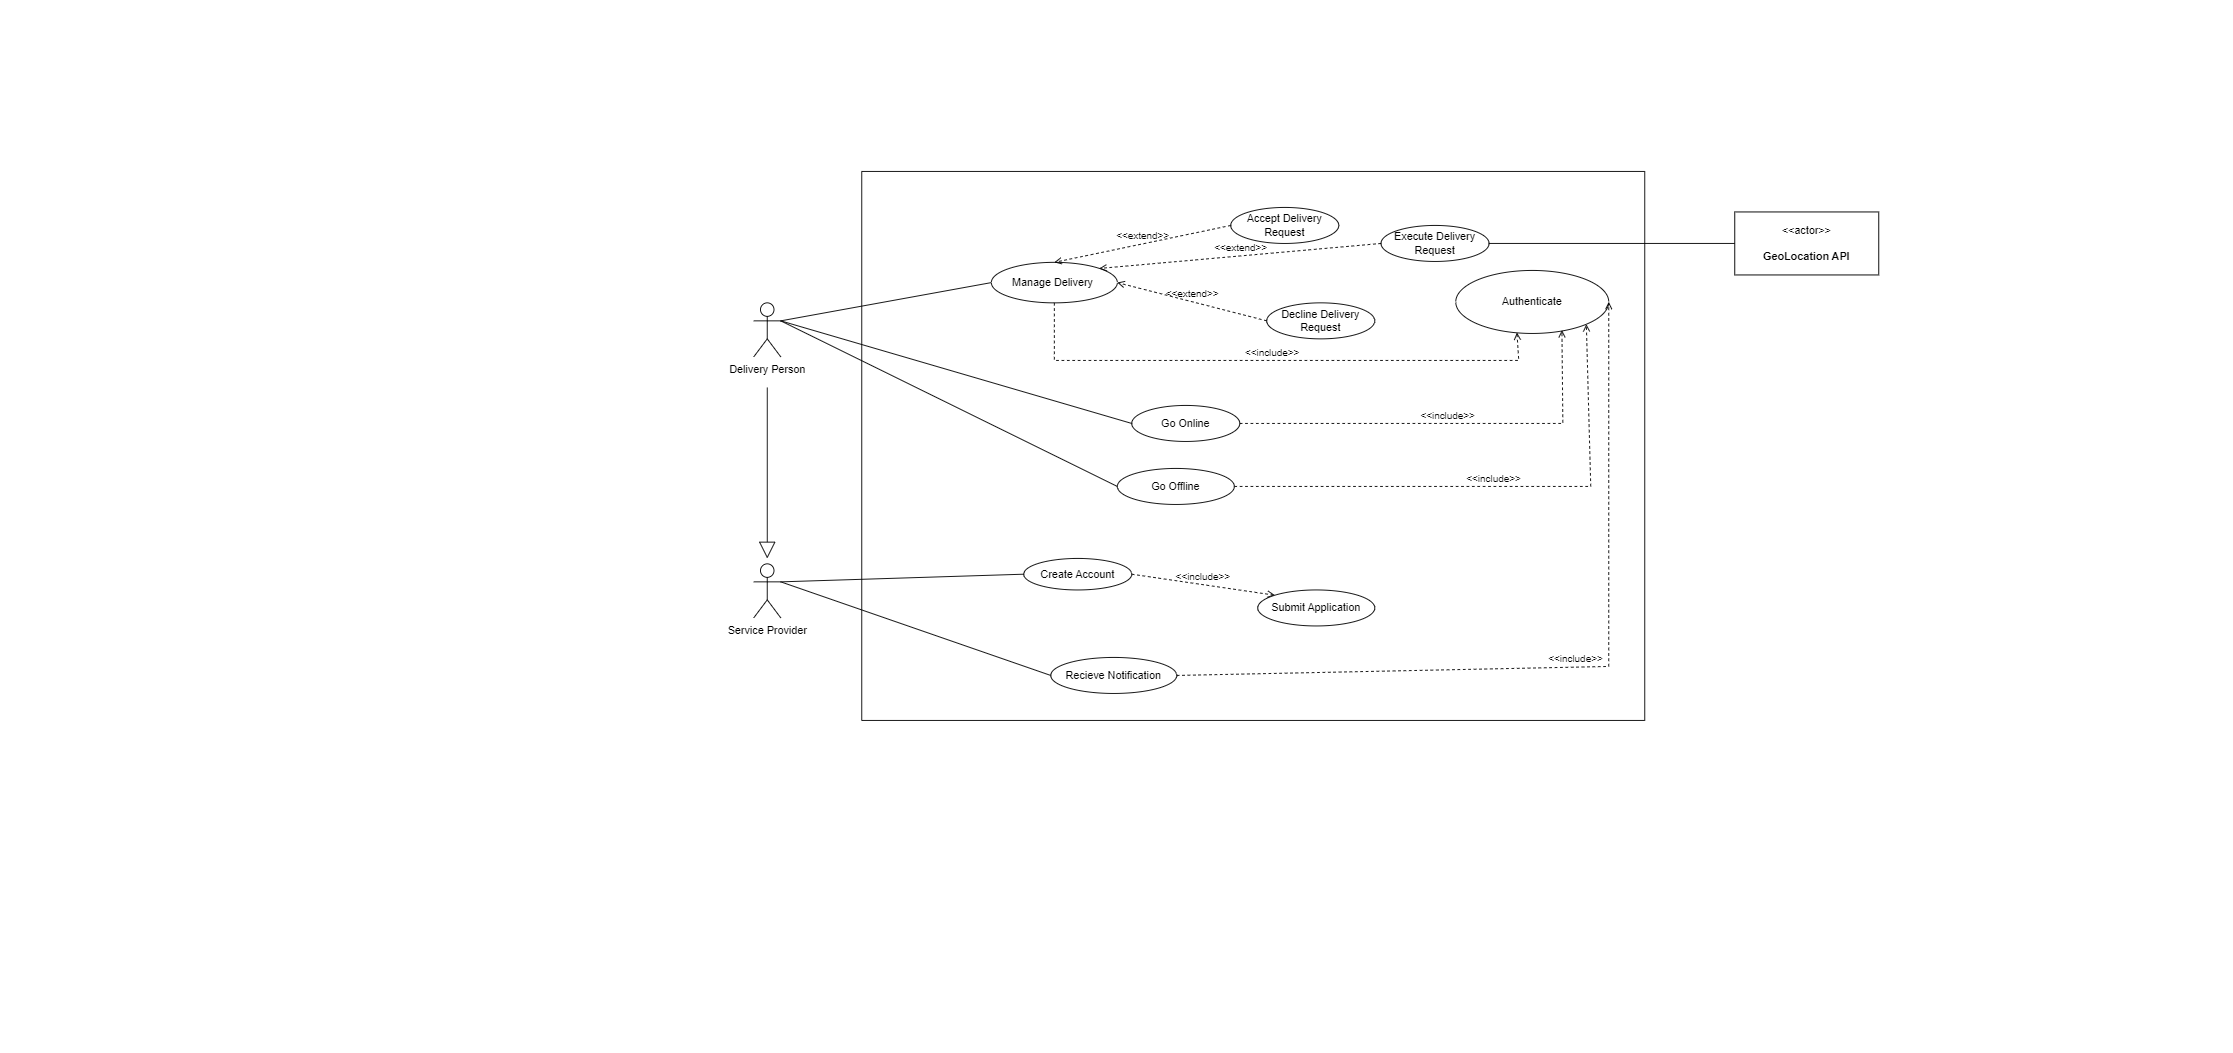 Accept Delivery
Request
<<extend>>
Execute Delivery
Request
<<extend>>
<<actor>>
GeoLocation API
Manage Delivery
<<extend>>
Authenticate
Decline Delivery
Request
<<include>>
Delivery Person
Go Online
<<include>>
Go Offline
<<include>>
Create Account
<<include>>
Submit Application
Service Provider
<<include>>
Recieve Notification